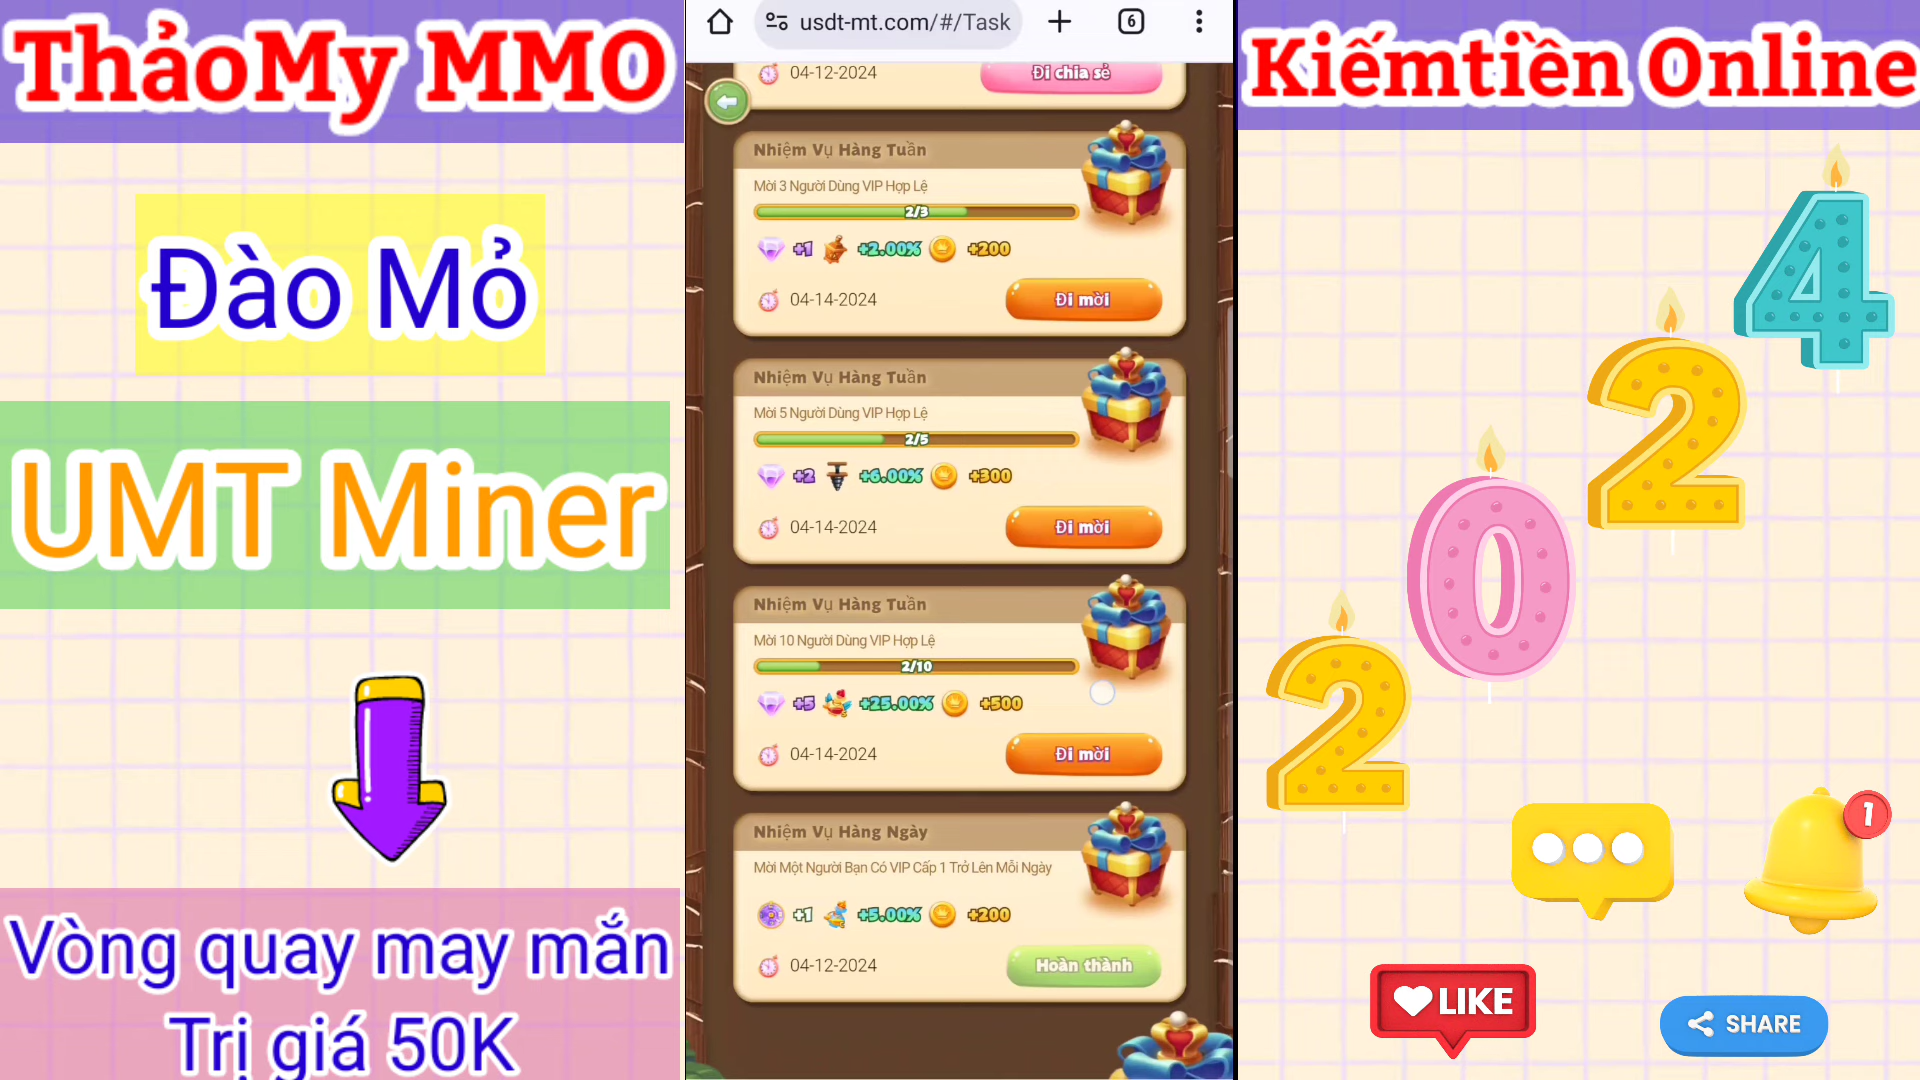 ThảoMy MMO
Đào Mỏ
UMT Miner
Vòng quay may mắn
Trị giá 50K
usdt-mt.com/#/Task
6
04-12-2024
Đi chia sẻ
Nhiệm Vụ Hàng Tuần
Mời 3 Người Dùng VIP Hợp Lệ
2/3
+1 +2.00% +200
04-14-2024
Đi mời
Nhiệm Vụ Hàng Tuần
Mời 5 Người Dùng VIP Hợp Lệ
2/5
+2 +6.00% +300
04-14-2024
Đi mời
Nhiệm Vụ Hàng Tuần
Mời 10 Người Dùng VIP Hợp Lệ
2/10
+5 +25.00% +500
04-14-2024
Đi mời
Nhiệm Vụ Hàng Ngày
Mời Một Người Bạn Có VIP Cấp 1 Trở Lên Mỗi Ngày
+1 +5.00% +200
04-12-2024
Hoàn thành
Kiếmtiền Online
2024
1
LIKE
SHARE